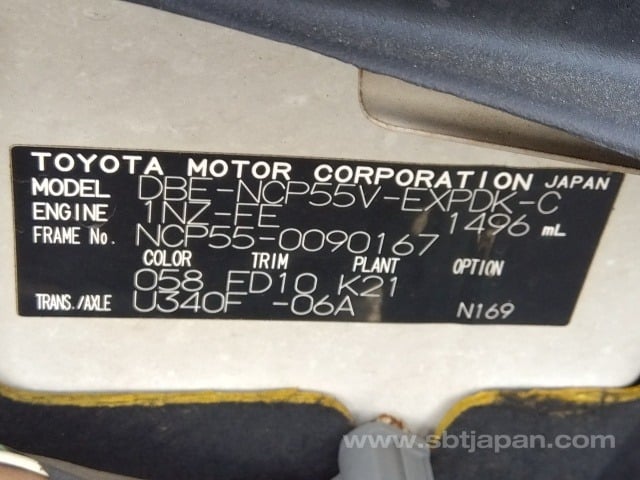 TOYOTA MOTOR CORPORATION JAPAN
MODEL DBE-NCP55V-EXPDK-C
ENGINE 1NZ-FE 1496 mL
FRAME No. NCP55-0090167
COLOR TRIM PLANT OPTION
058 FD10 K21
TRANS./AXLE U340F -06A N169
www.sbtjapan.com